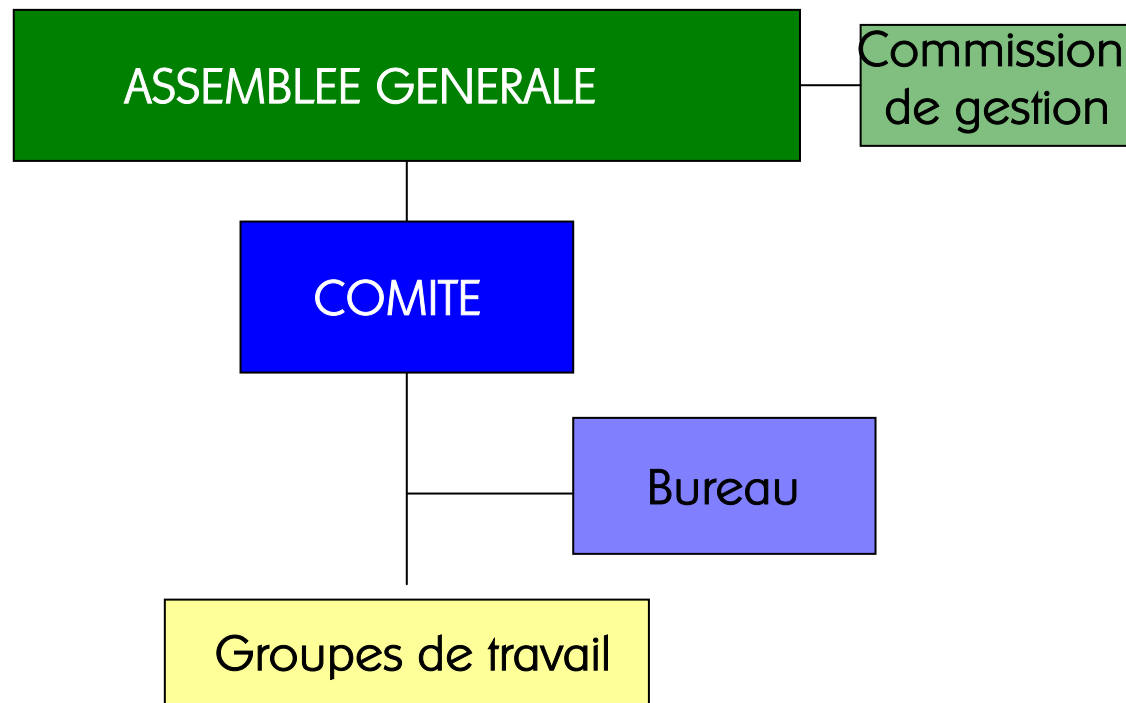 ASSEMBLEE GENERALE
Commission
de gestion
COMITE
Bureau
Groupes de travail